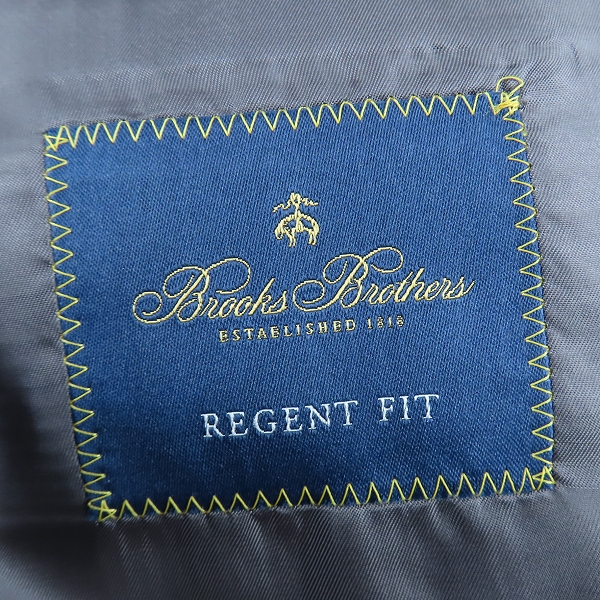 Brooks Brothers
ESTABLISHED 1818
REGENT FIT